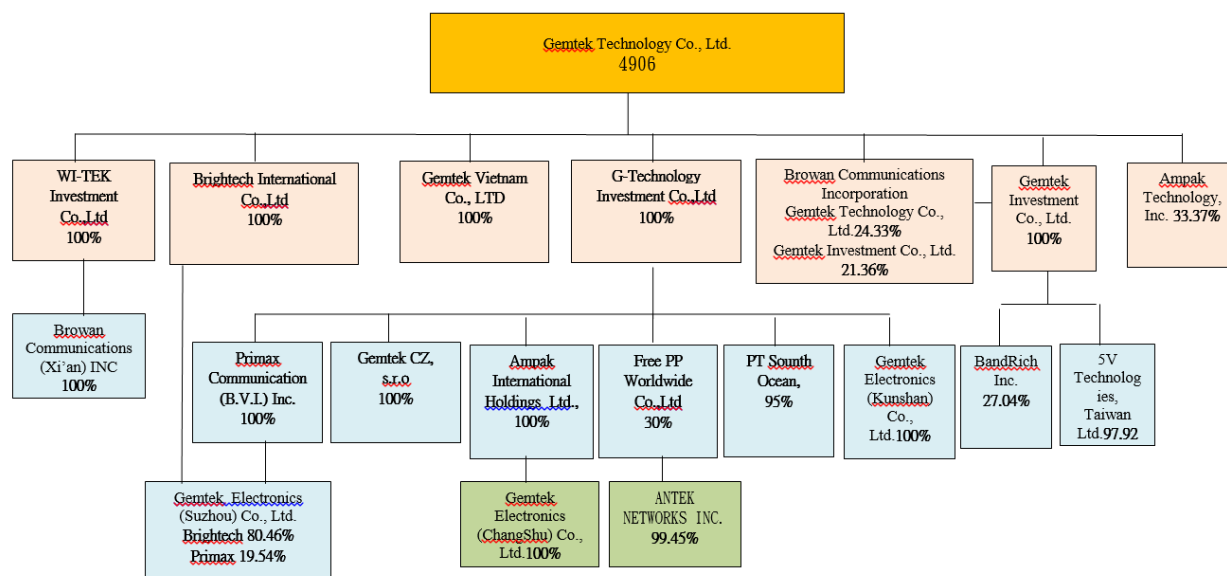 Gemtek Technology Co., Ltd.
4906
WI-TEK
Investment
Co.,Ltd
100%
Brightech International
Co.,Ltd
100%
Gemtek Vietnam
Co., LTD
100%
G-Technology
Investment Co.,Ltd
100%
Browan Communications
Incorporation
Gemtek Technology Co.,
Ltd.24.33%
Gemtek Investment Co., Ltd.
21.36%
Gemtek
Investment
Co., Ltd.
100%
Ampak
Technology,
Inc. 33.37%
Browan
Communications
(Xi’an) INC
100%
Primax
Communication
(B.V.I.) Inc.
100%
Gemtek CZ,
s.r.o
100%
Ampak
International
Holdings Ltd.,
100%
Free PP
Worldwide
Co.,Ltd
30%
PT Sounth
Ocean,
95%
Gemtek
Electronics
(Kunshan)
Co.,
Ltd.100%
BandRich
Inc.
27.04%
5V
Technolog
ies,
Taiwan
Ltd.97.92
Gemtek Electronics
(Suzhou) Co., Ltd.
Brightech 80.46%
Primax 19.54%
Gemtek
Electronics
(ChangShu) Co.,
Ltd.100%
ANTEK
NETWORKS INC.
99.45%